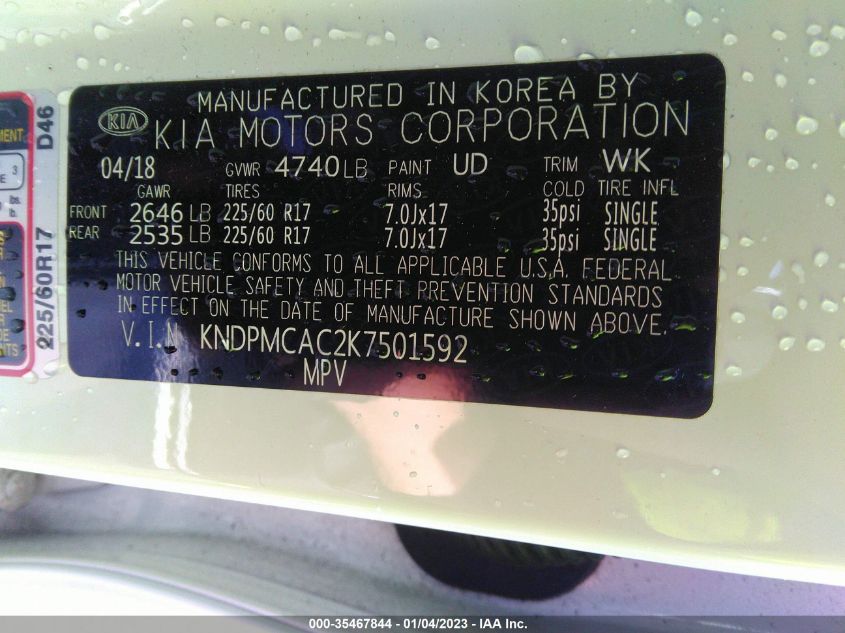 MANUFACTURED IN KOREA BY
KIA KIA MOTORS CORPORATION
04/18 GVWR 4740 LB PAINT UD TRIM WK
GAWR TIRES RIMS COLD TIRE INFL
FRONT 2646 LB 225/60 R17 7.0Jx17 35psi SINGLE
REAR 2535 LB 225/60 R17 7.0Jx17 35psi SINGLE
THIS VEHICLE CONFORMS TO ALL APPLICABLE U.S.A. FEDERAL
MOTOR VEHICLE SAFETY AND THEFT PREVENTION STANDARDS
IN EFFECT ON THE DATE OF MANUFACTURE SHOWN ABOVE.
V.I.N KNDPMCAC2K7501592
MPV
D46
225/60R17
3
000-35467844 - 01/04/2023 - IAA Inc.